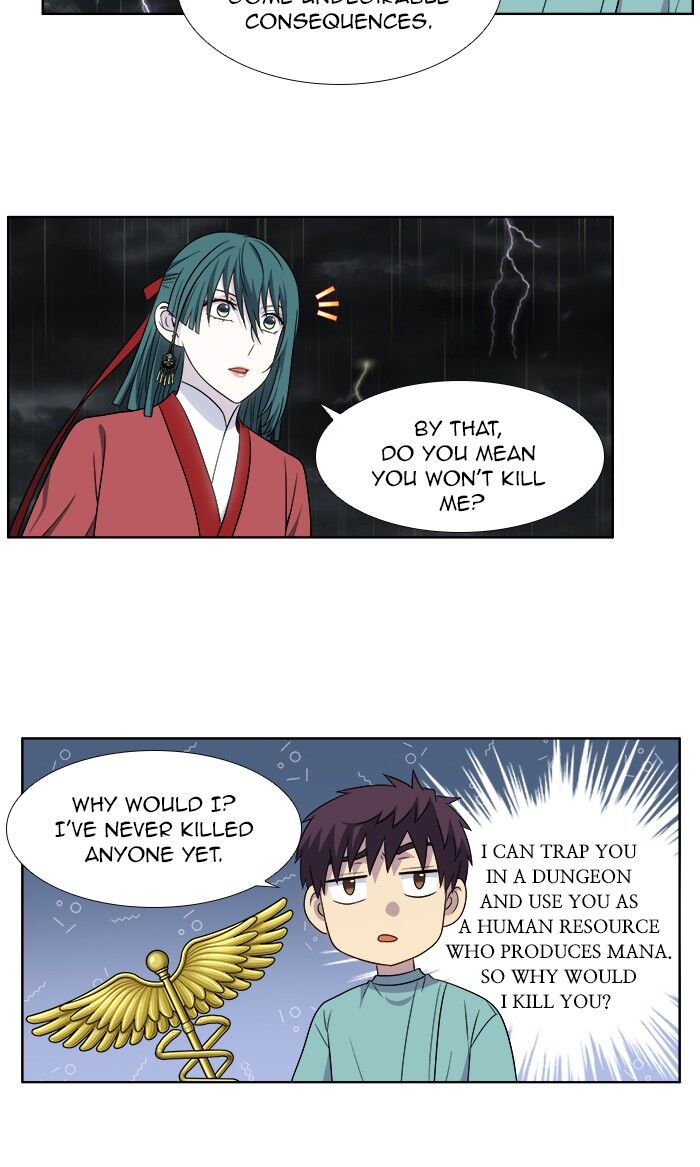 CONSEQUENCES.
BY THAT,
DO YOU MEAN
YOU WON'T KILL
ME?
WHY WOULD I?
I'VE NEVER KILLED
ANYONE YET.
I CAN TRAP YOU
IN A DUNGEON
AND USE YOU AS
A HUMAN RESOURCE
WHO PRODUCES MANA.
SO WHY WOULD
I KILL YOU?